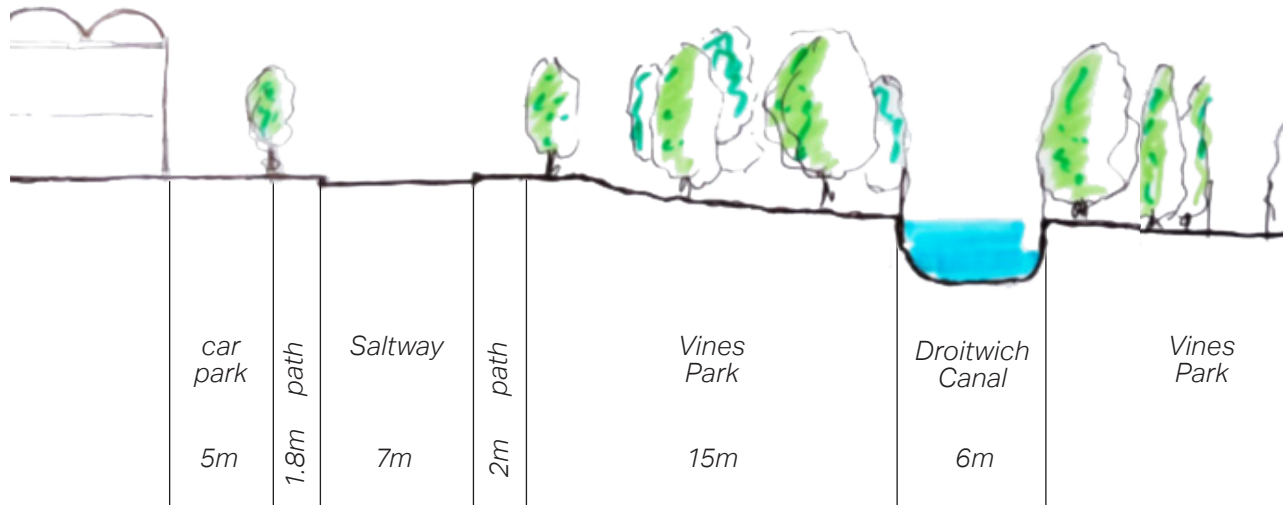 car
park
path
Saltway
path
Vines
Park
Droitwich
Canal
Vines
Park
5m
1.8m
7m
2m
15m
6m